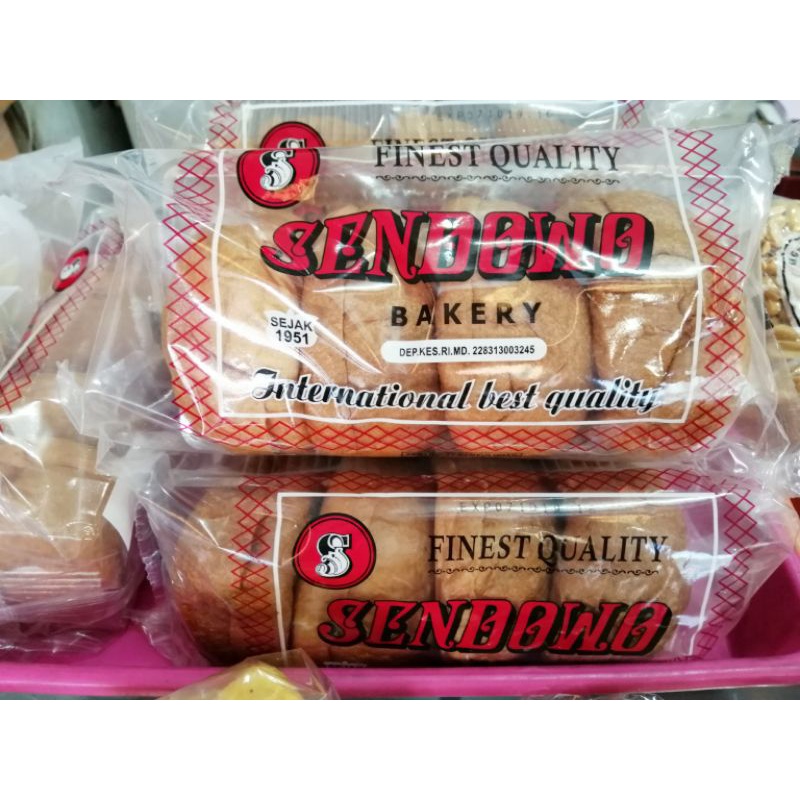 FINEST QUALITY
SENDOWO
BAKERY
SEJAK
1951
DEP.KES.RI.MD. 228313003245
International best quality
FINEST QUALITY
SENDOWO